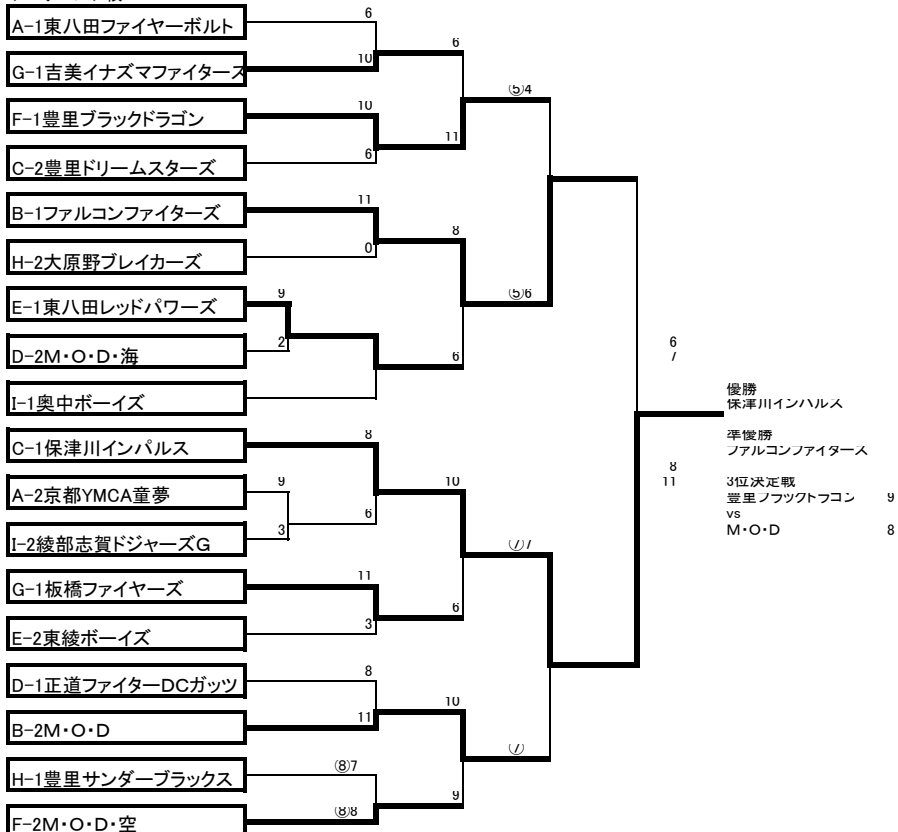 A-1東八田ファイヤーボルト
G-1吉美イナズマファイターズ
F-1豊里ブラックドラゴン
C-2豊里ドリームスターズ
B-1ファルコンファイターズ
H-2大原野ブレイカーズ
E-1東八田レッドパワーズ
D-2M・O・D・海
I-1奥中ボーイズ
C-1保津川インパルス
A-2京都YMCA童夢
I-2綾部志賀ドジャーズG
G-1板橋ファイヤーズ
E-2東綾ボーイズ
D-1正道ファイターDCガッツ
B-2M・O・D
H-1豊里サンダーブラックス
F-2M・O・D・空
6
10
10
6
11
0
9
2
8
9
3
6
11
3
8
11
⑧7
⑧8
6
11
8
6
10
6
10
9
⑤4
⑤6
⑦7
⑦
6
7
8
11
優勝
保津川インパルス
準優勝
ファルコンファイターズ
3位決定戦
豊里ブラックドラゴン 9
vs
M・O・D 8